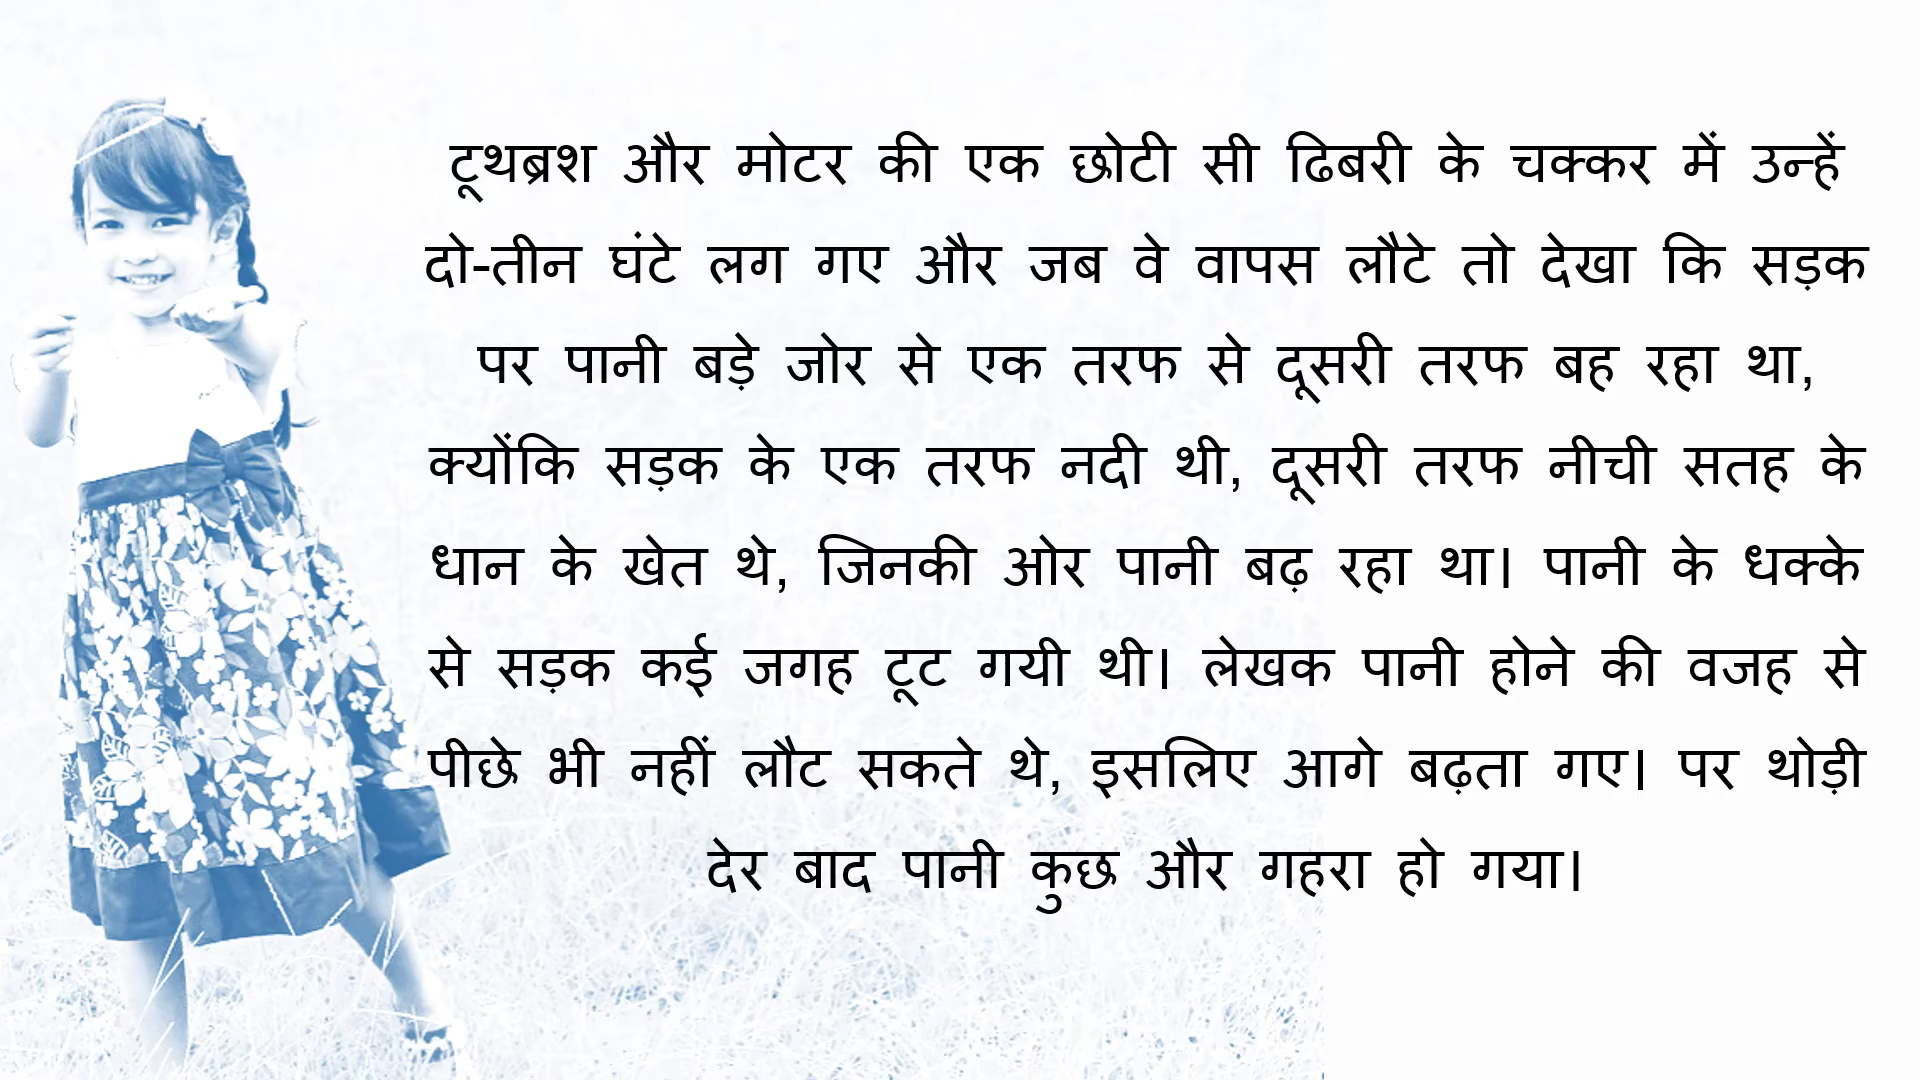 टूथब्रश और मोटर की एक छोटी सी ढिबरी के चक्कर में उन्हें
दो-तीन घंटे लग गए और जब वे वापस लौटे तो देखा कि सड़क
पर पानी बड़े जोर से एक तरफ से दूसरी तरफ बह रहा था,
क्योंकि सड़क के एक तरफ नदी थी, दूसरी तरफ नीची सतह के
धान के खेत थे, जिनकी ओर पानी बढ़ रहा था। पानी के धक्के
से सड़क कई जगह टूट गयी थी। लेखक पानी होने की वजह से
पीछे भी नहीं लौट सकते थे, इसलिए आगे बढ़ता गए। पर थोड़ी
देर बाद पानी कुछ और गहरा हो गया।